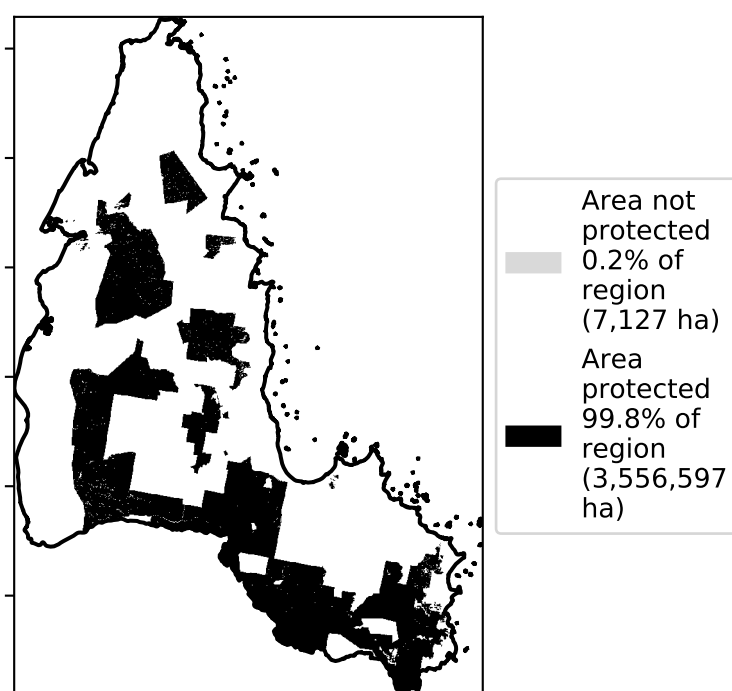 Area not
protected
0.2% of
region
(7,127 ha)
Area
protected
99.8% of
region
(3,556,597
ha)